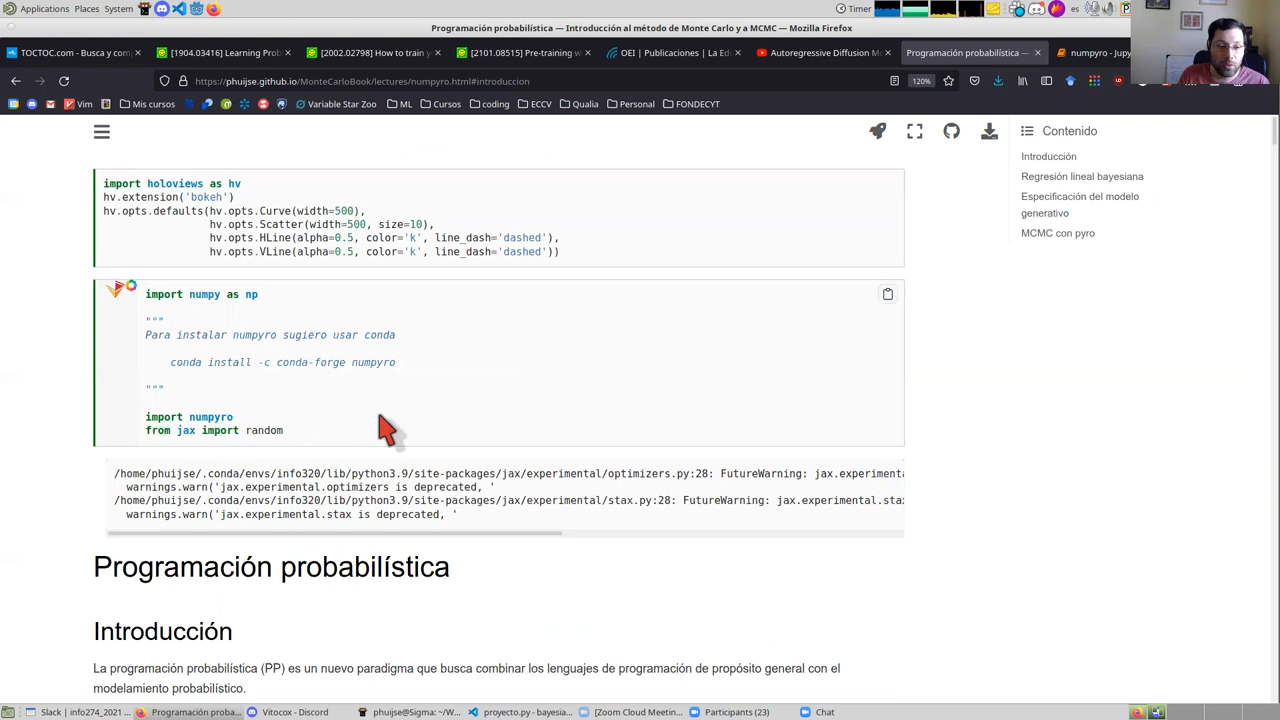 Applications Places System
Timer
es
Programación probabilística — Introducción al método de Monte Carlo y a MCMC — Mozilla Firefox
TOCTOC.com - Busca y com
[1904.03416] Learning Prob
[2002.02798] How to train y
[2101.08515] Training w
OEI | Publicaciones | La Ed
Autoregressive Diffusion M
Programación probabilística —
numpyro - Jupy
https://phuijse.github.io/MonteCarloBook/lectures/numpyro.html#introduccion
120%
Vim
Mis cursos
Variable Star Zoo
ML
Cursos
coding
ECCV
Qualia
Personal
FONDECYT
import holoviews as hv
hv.extension('bokeh')
hv.opts.defaults(hv.opts.Curve(width=500),
hv.opts.Scatter(width=500, size=10),
hv.opts.HLine(alpha=0.5, color='k', line_dash='dashed'),
hv.opts.VLine(alpha=0.5, color='k', line_dash='dashed'))
import numpy as np
"""
Para instalar numpyro sugiero usar conda
conda install -c conda-forge numpyro
"""
import numpyro
from jax import random
/home/phuijse/.conda/envs/info320/lib/python3.9/site-packages/jax/experimental/optimizers.py:28: FutureWarning: jax.experimenta
warnings.warn('jax.experimental.optimizers is deprecated, '
/home/phuijse/.conda/envs/info320/lib/python3.9/site-packages/jax/experimental/stax.py:28: FutureWarning: jax.experimental.stax
warnings.warn('jax.experimental.stax is deprecated, '
Programación probabilística
Introducción
La programación probabilística (PP) es un nuevo paradigma que busca combinar los lenguajes de programación de propósito general con el
modelamiento probabilístico.
Contenido
Introducción
Regresión lineal bayesiana
Especificación del modelo
generativo
MCMC con pyro
Slack | info274_2021
Programación proba...
Vitocox - Discord
phuijse@Sigma: ~/W...
proyecto.py - bayesia...
[Zoom Cloud Meetin...
Participants (23)
Chat